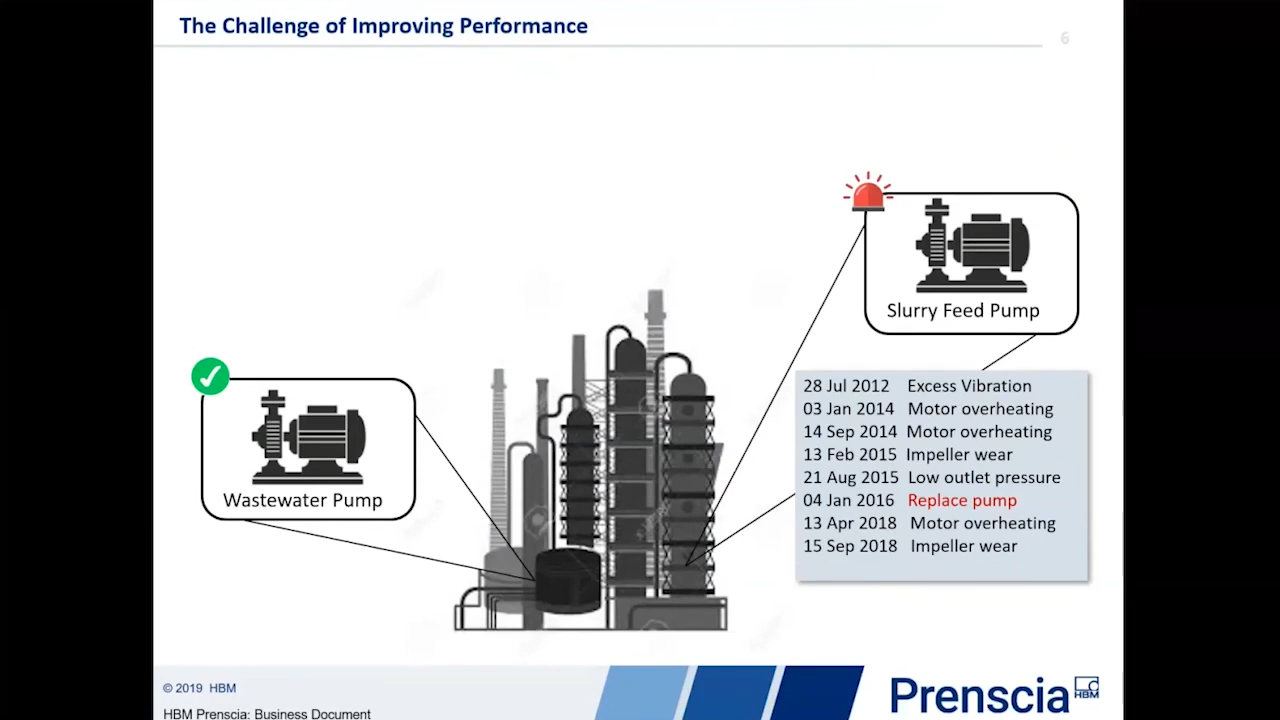 The Challenge of Improving Performance
6
Slurry Feed Pump
28 Jul 2012 Excess Vibration
03 Jan 2014 Motor overheating
14 Sep 2014 Motor overheating
13 Feb 2015 Impeller wear
21 Aug 2015 Low outlet pressure
04 Jan 2016 Replace pump
13 Apr 2018 Motor overheating
15 Sep 2018 Impeller wear
Wastewater Pump
© 2019 HBM
HBM Prenscia: Business Document
Prenscia
HBM